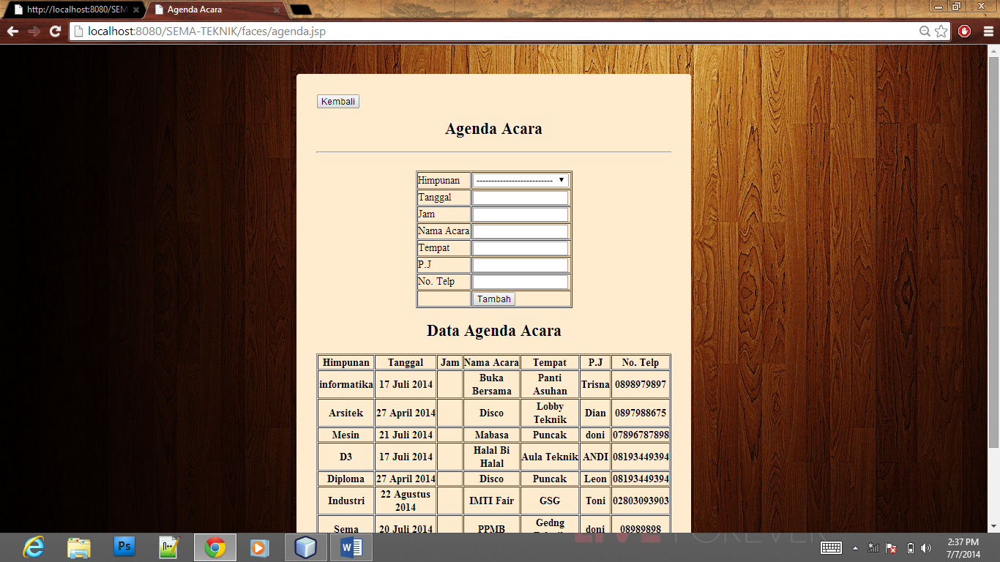 http://localhost:8080/SEM
Agenda Acara
localhost:8080/SEMA-TEKNIK/faces/agenda.jsp
Kembali
Agenda Acara
Himpunan --------------------------
Tanggal
Jam
Nama Acara
Tempat
P.J
No. Telp
Tambah
Data Agenda Acara
Himpunan Tanggal Jam Nama Acara Tempat P.J No. Telp
informatika 17 Juli 2014 Buka Bersama Panti Asuhan Trisna 0898979897
Arsitek 27 April 2014 Disco Lobby Teknik Dian 0897988675
Mesin 21 Juli 2014 Mabasa Puncak doni 07896787898
D3 17 Juli 2014 Halal Bi Halal Aula Teknik ANDI 08193449394
Diploma 27 April 2014 Disco Puncak Leon 08193449394
Industri 22 Agustus 2014 IMTI Fair GSG Toni 02803093903
Sema 20 Juli 2014 PPMB Gedng doni 08989898
LIVE FOREVER
Ps
n++
W
2:37 PM
7/7/2014